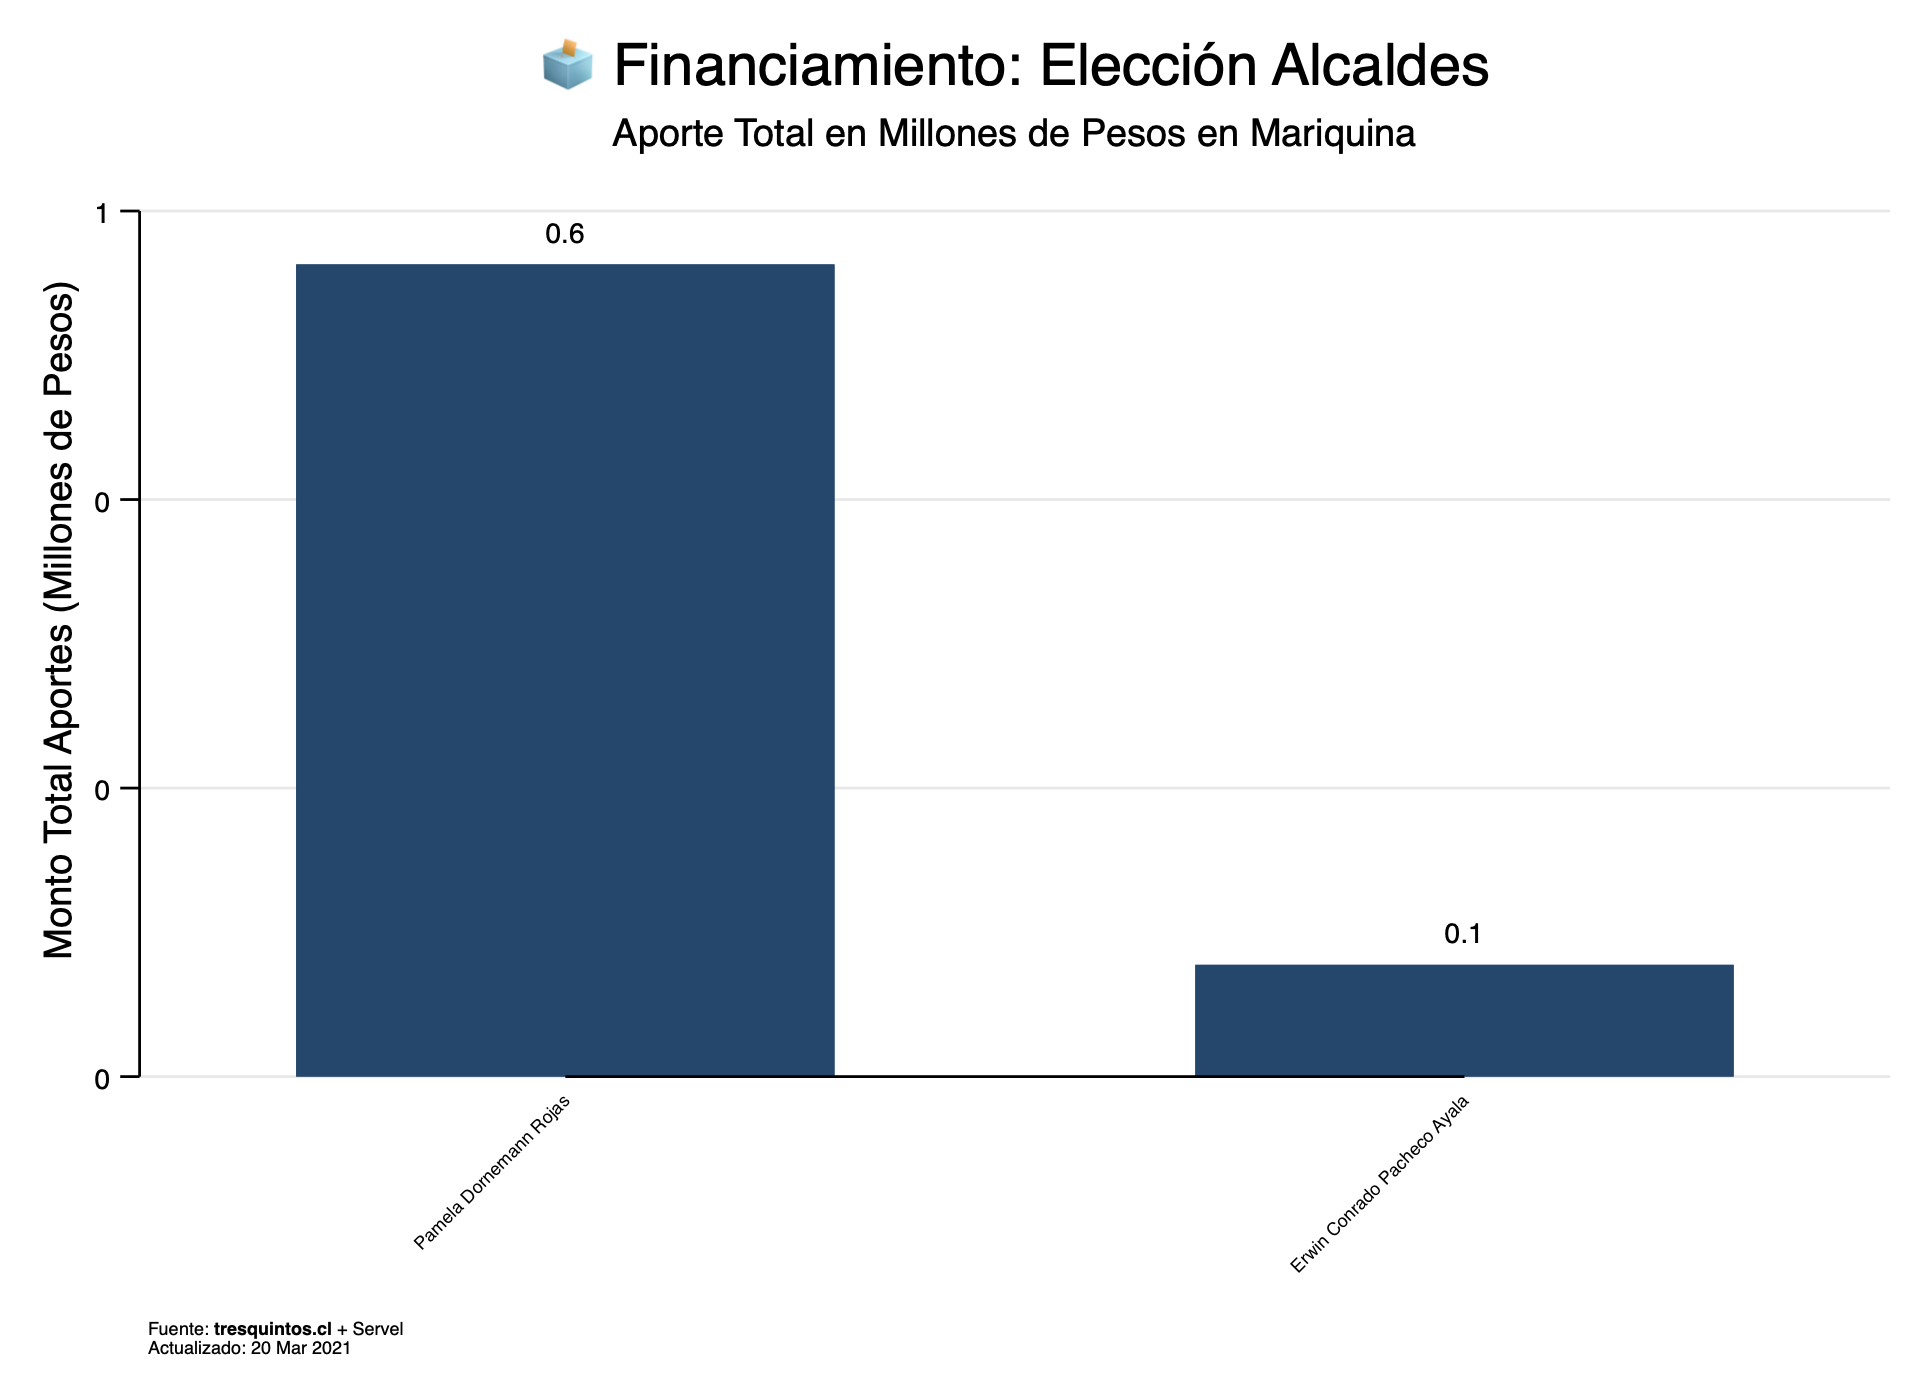 Financiamiento: Elección Alcaldes
Aporte Total en Millones de Pesos en Mariquina
Monto Total Aportes (Millones de Pesos)
1
0
0
0
0.6
0.1
Pamela Dornemann Rojas
Erwin Conrado Pacheco Ayala
Fuente: tresquintos.cl + Servel
Actualizado: 20 Mar 2021